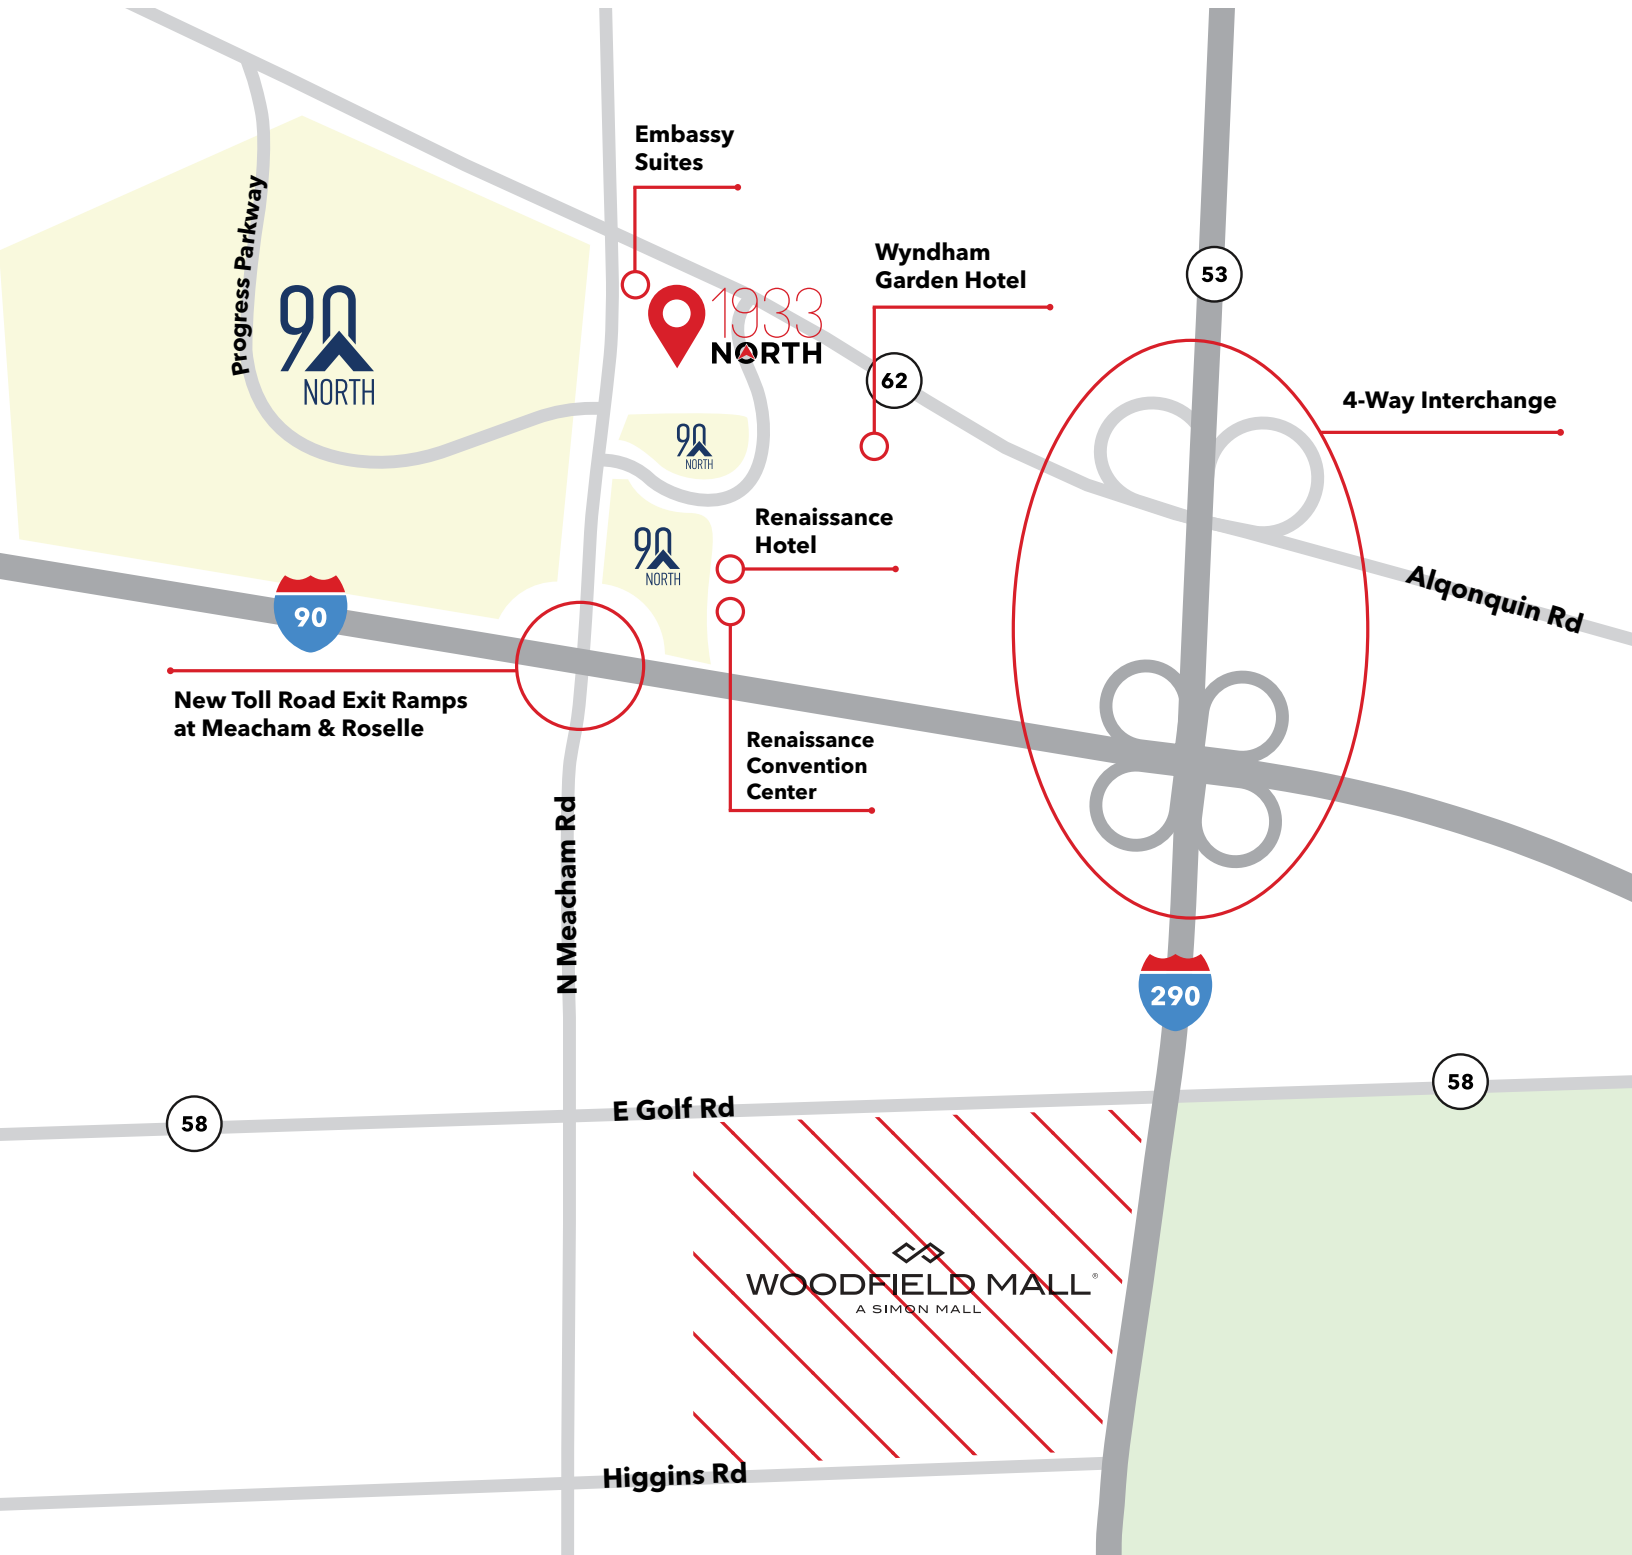 Embassy
Suites
Wyndham
Garden Hotel
53
Progress Parkway
90
NORTH
1933
NORTH
62
4-Way Interchange
90
NORTH
Renaissance
Hotel
90
NORTH
Alqonquin Rd
90
New Toll Road Exit Ramps
at Meacham & Roselle
Renaissance
Convention
Center
N Meacham Rd
290
58
E Golf Rd
58
WOODFIELD MALL®
A SIMON MALL
Higgins Rd